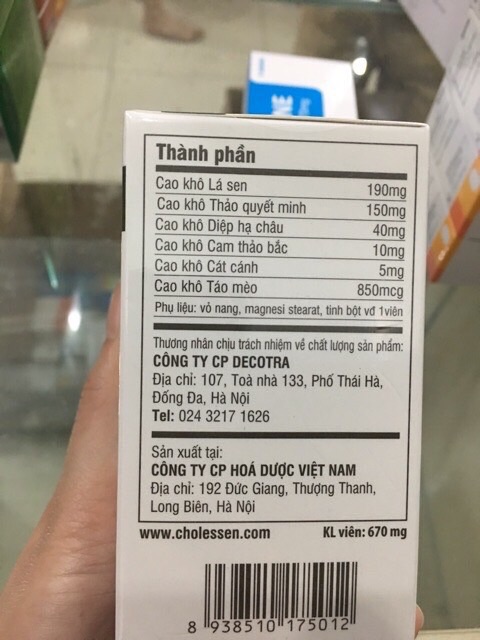 Thành phần
Cao khô Lá sen 190mg
Cao khô Thảo quyết minh 150mg
Cao khô Diệp hạ châu 40mg
Cao khô Cam thảo bắc 10mg
Cao khô Cát cánh 5mg
Cao khô Táo mèo 850mcg
Phụ liệu: vỏ nang, magnesi stearat, tinh bột vđ 1viên
Thương nhân chịu trách nhiệm về chất lượng sản phẩm:
CÔNG TY CP DECOTRA
Địa chỉ: 107, Toà nhà 133, Phố Thái Hà,
Đống Đa, Hà Nội
Tel: 024 3217 1626
Sản xuất tại:
CÔNG TY CP HOÁ DƯỢC VIỆT NAM
Địa chỉ: 192 Đức Giang, Thượng Thanh,
Long Biên, Hà Nội
www.cholessen.com KL viên: 670 mg
8 938510 175012